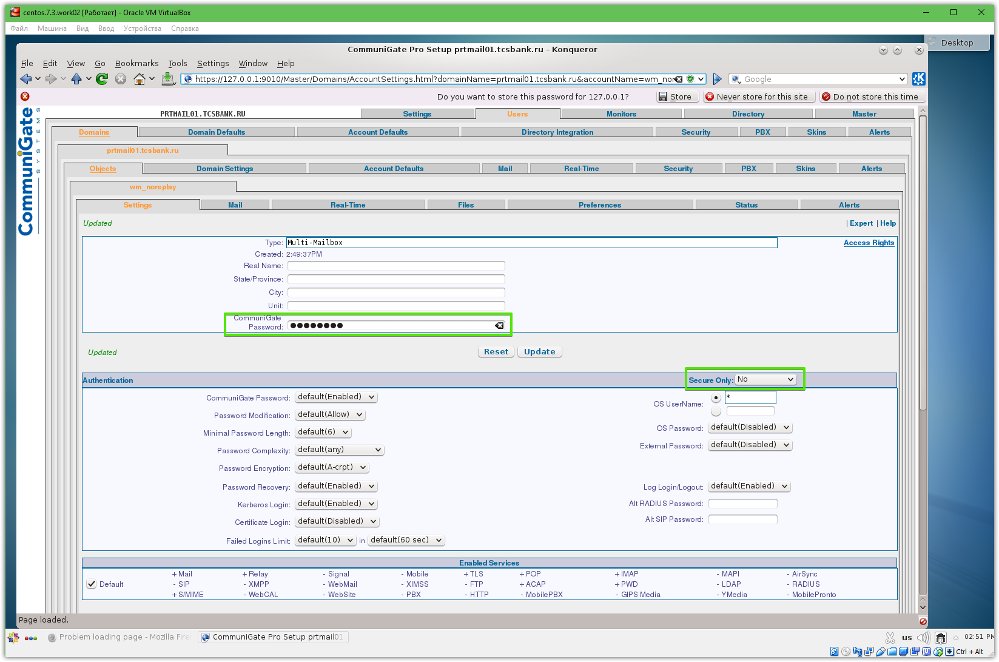 centos.7.3.work02 [Работает] - Oracle VM VirtualBox
Файл Машина Вид Ввод Устройства Справка
Desktop
CommuniGate Pro Setup prtmail01.tcsbank.ru – Konqueror
File Edit View Go Bookmarks Tools Settings Window Help
https://127.0.0.1:9010/Master/Domains/AccountSettings.html?domainName=prtmail01.tcsbank.ru&accountName=wm_nor
Google
Do you want to store this password for 127.0.0.1? Store Never store for this site Do not store this time
CommuniGate
SYSTEMS
PRTMAIL01.TCSBANK.RU Settings Users Monitors Directory Master
Domains Domain Defaults Account Defaults Directory Integration Security PBX Skins Alerts
prtmail01.tcsbank.ru
Objects Domain Settings Account Defaults Mail Real-Time Security PBX Skins Alerts
wm_noreplay
Settings Mail Real-Time Files Preferences Status Alerts
Updated | Expert | Help
Type: Multi-Mailbox Access Rights
Created: 2:49:37PM
Real Name:
State/Province:
City:
Unit:
CommuniGate
Password: ●●●●●●●●
Updated Reset Update
Authentication Secure Only: No
CommuniGate Password: default(Enabled) OS UserName: *
Password Modification: default(Allow)
Minimal Password Length: default(6) OS Password: default(Disabled)
Password Complexity: default(any) External Password: default(Disabled)
Password Encryption: default(A-crpt)
Password Recovery: default(Enabled) Log Login/Logout: default(Enabled)
Kerberos Login: default(Enabled) Alt RADIUS Password:
Certificate Login: default(Disabled) Alt SIP Password:
Failed Logins Limit: default(10) in default(60 sec)
Enabled Services
+ Mail + Relay - Signal - Mobile + TLS + POP + IMAP - MAPI - AirSync
Default - SIP - XMPP - WebMail - XIMSS - FTP + ACAP + PWD - LDAP - RADIUS
+ S/MIME - WebCAL - WebSite - PBX - HTTP - MobilePBX - GIPS Media - YMedia - MobilePronto
Page loaded.
Problem loading page - Mozilla Fire CommuniGate Pro Setup prtmail01 us 02:51 PM
Ctrl + Alt